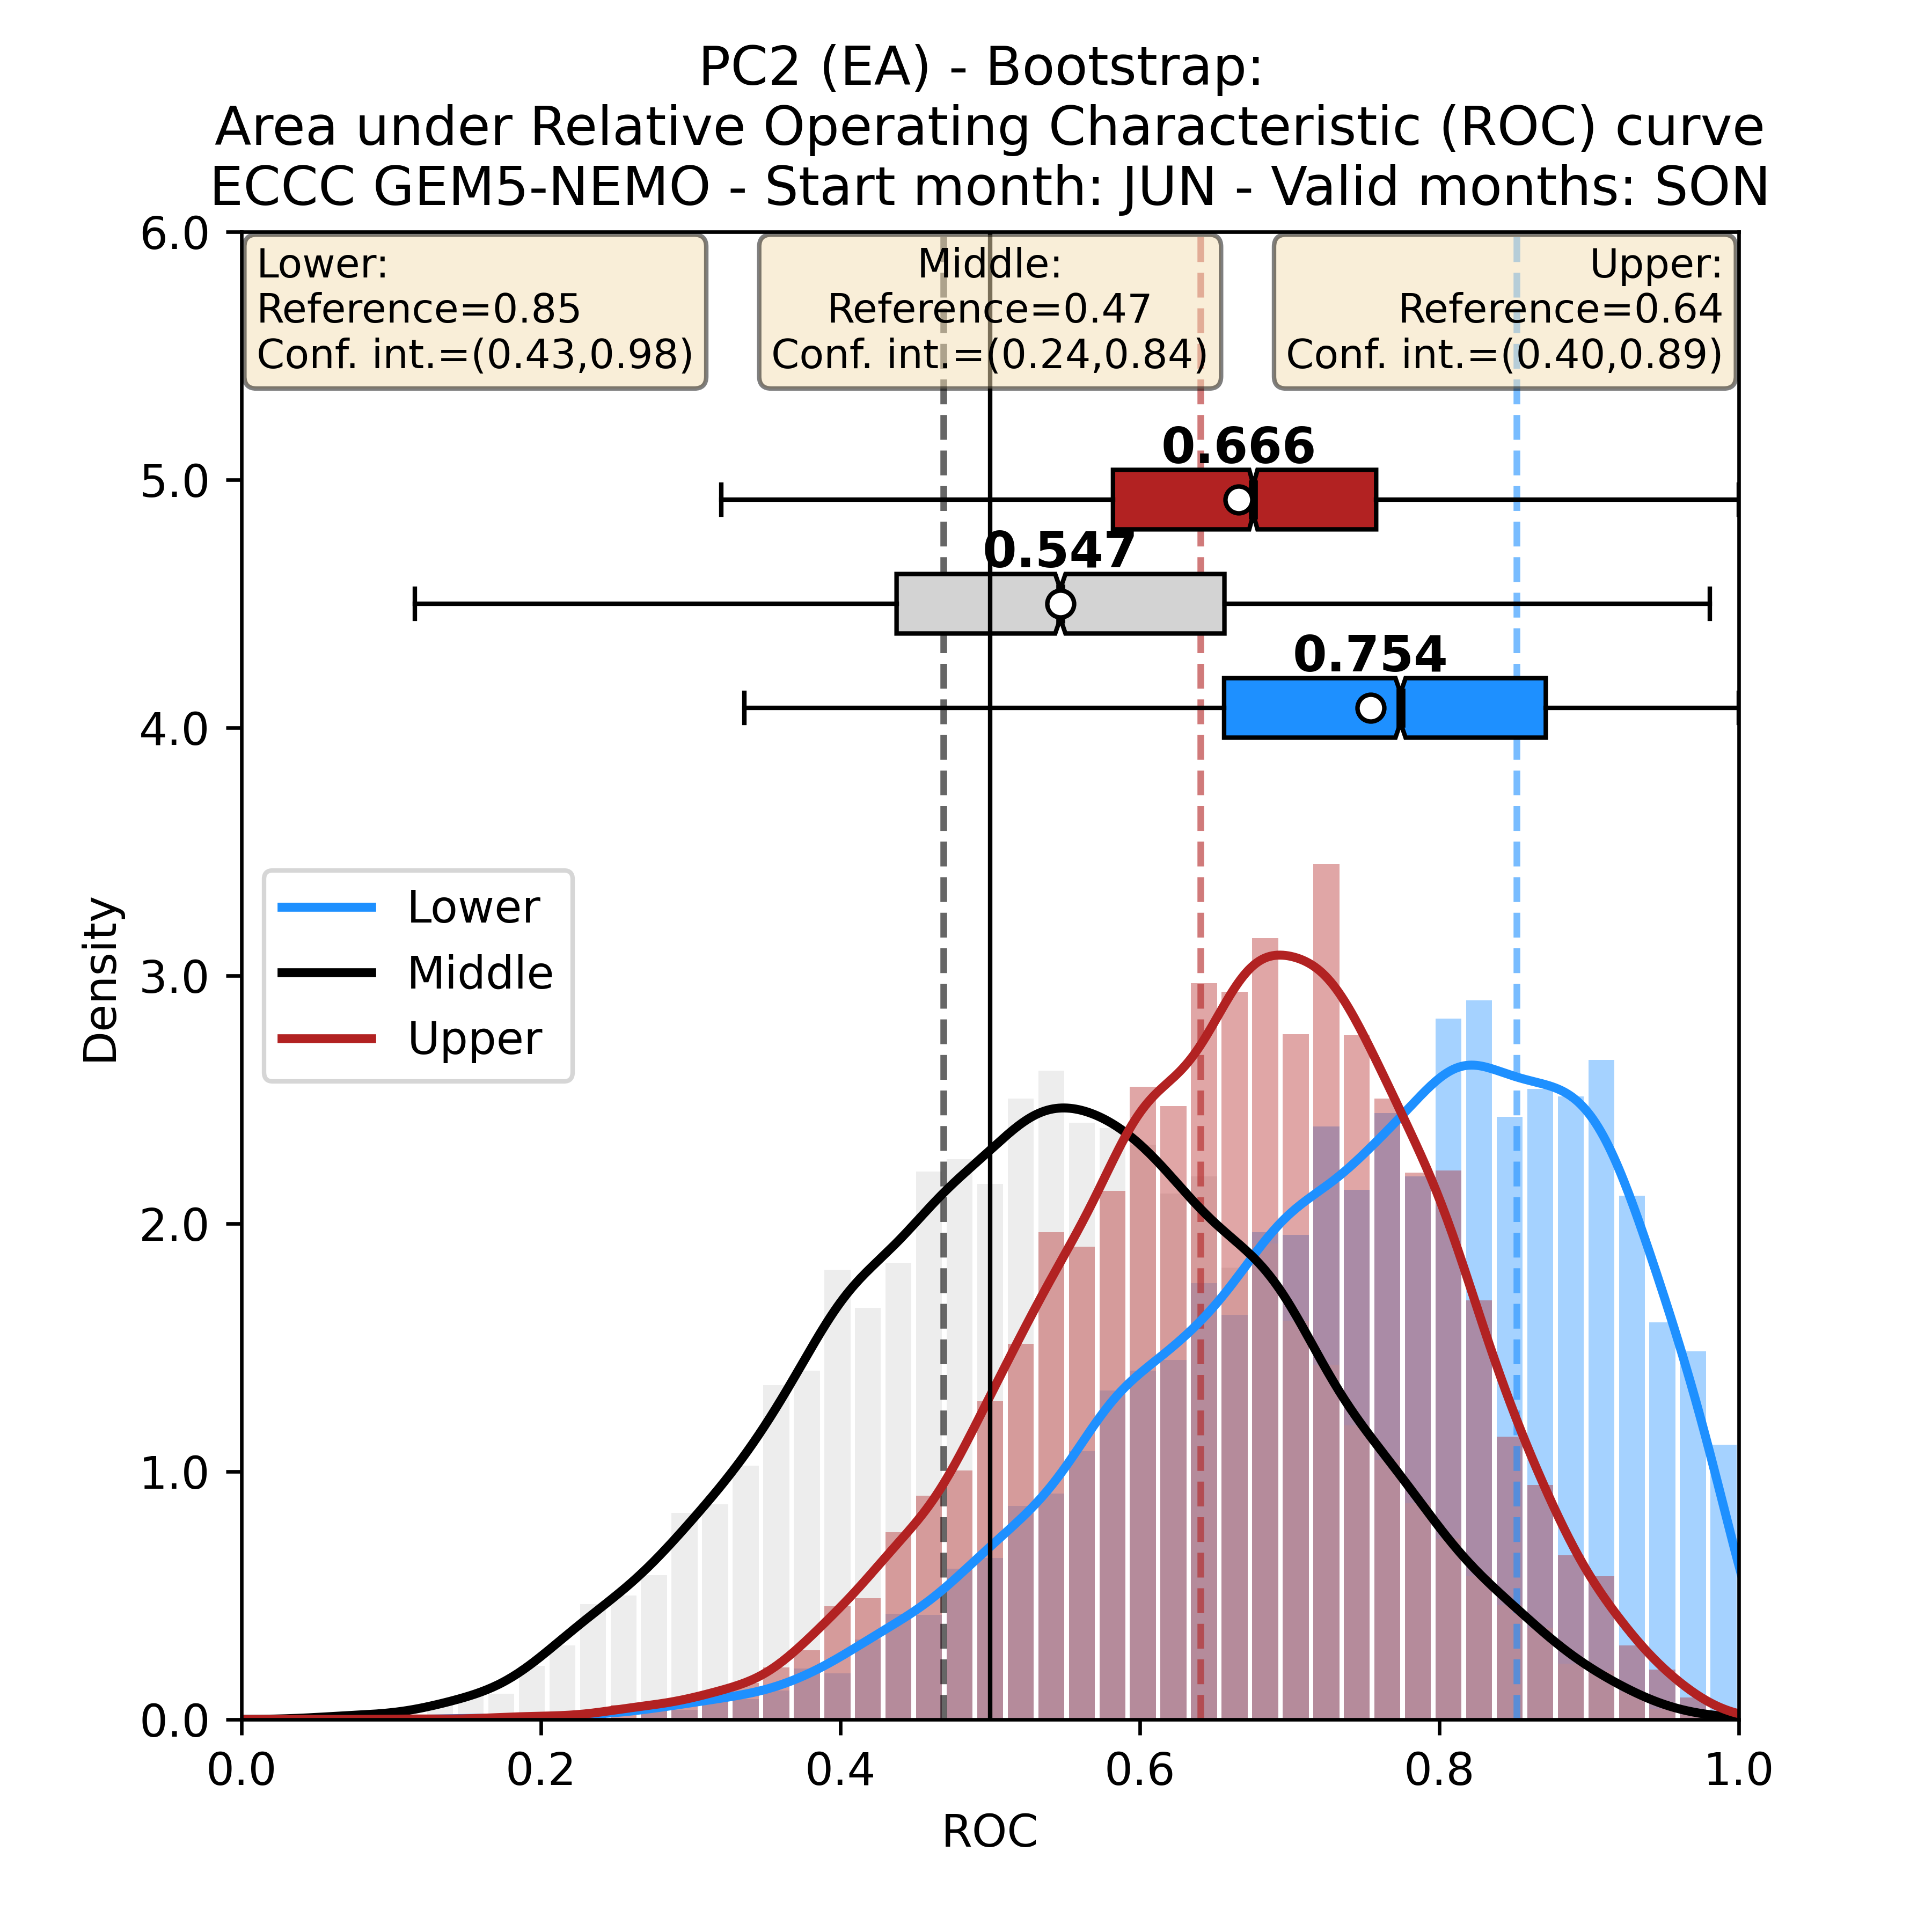 PC2 (EA) - Bootstrap:
Area under Relative Operating Characteristic (ROC) curve
ECCC GEM5-NEMO - Start month: JUN - Valid months: SON
Lower:
Reference=0.85
Conf. int.=(0.43,0.98)
Middle:
Reference=0.47
Conf. int.=(0.24,0.84)
Upper:
Reference=0.64
Conf. int.=(0.40,0.89)
0.666
0.547
0.754
Lower
Middle
Upper
Density
6.0
5.0
4.0
3.0
2.0
1.0
0.0
0.0 0.2 0.4 0.6 0.8 1.0
ROC